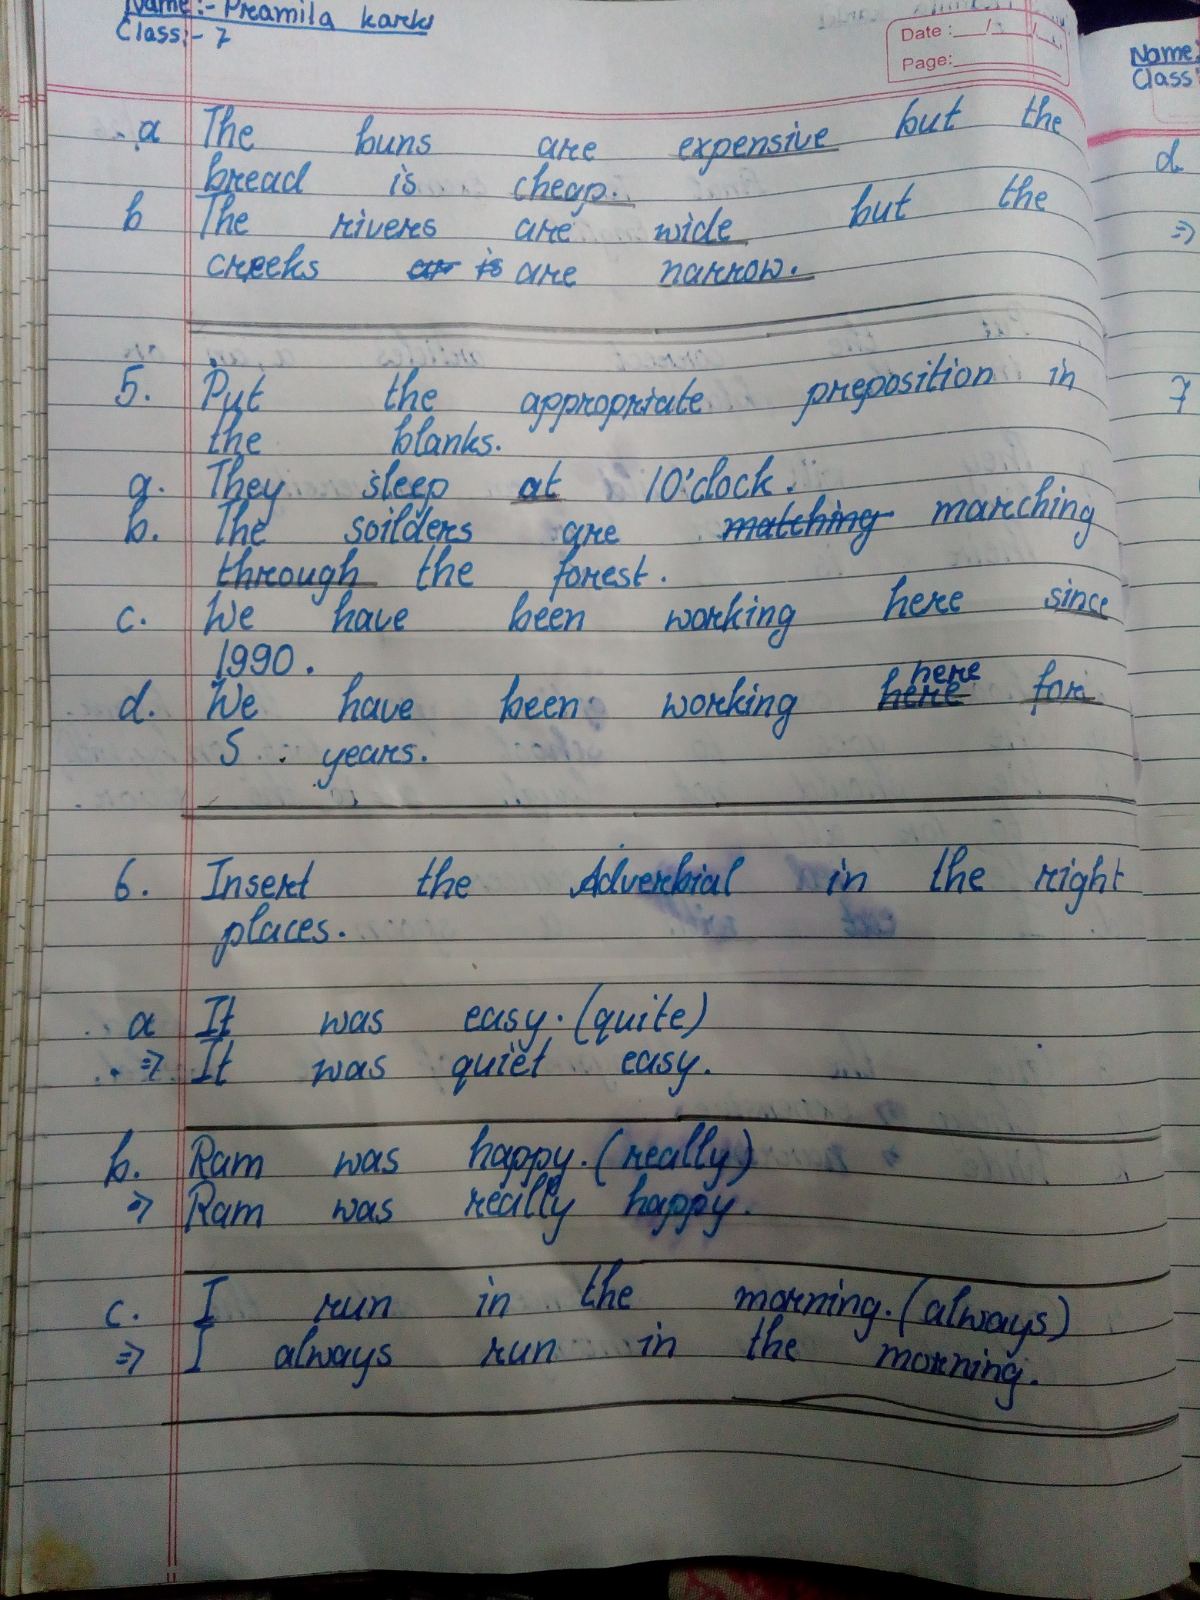 Name:- Pramila karki
Class:- 7
Date :__/__/__
Page:
Name:
Class
a The buns are expensive but the
bread is cheap.
b The rivers are wide but the
creeks are narrow.
5. Put the appropriate preposition in
the blanks.
a. They sleep at 10'clock.
b. The soilders are matching marching
through the forest.
c. We have been working here since
1990.
d. We have been working here here for
5 years.
6. Insert the Adverbial in the right
places.
a It was easy. (quite)
⇒ It was quiet easy.
b. Ram was happy. (really)
⇒ Ram was really happy.
c. I run in the morning. (always)
⇒ I always run in the morning.
d
⇒
7